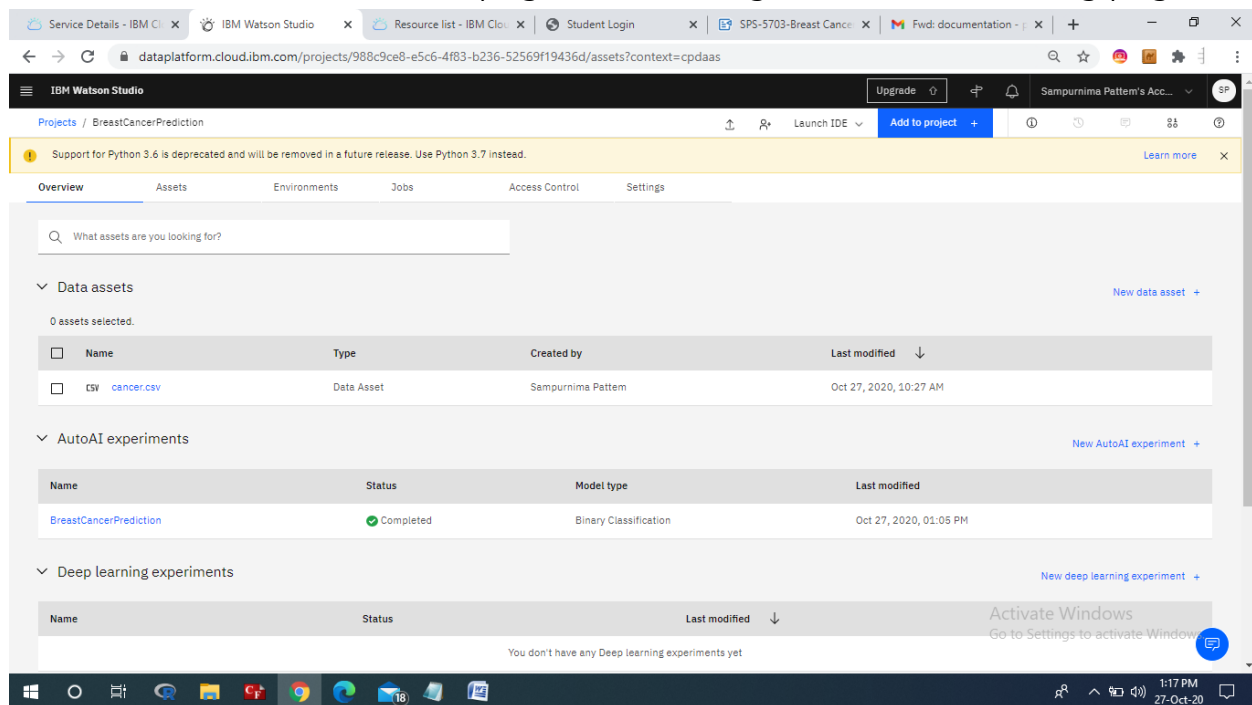 Service Details - IBM Cl
IBM Watson Studio
Resource list - IBM Clou
Student Login
SPS-5703-Breast Cance
Fwd: documentation - p
dataplatform.cloud.ibm.com/projects/988c9ce8-e5c6-4f83-b236-52569f19436d/assets?context=cpdaas
IBM Watson Studio
Upgrade
Sampurnima Pattem's Acc...
SP
Projects / BreastCancerPrediction
Launch IDE
Add to project +
Support for Python 3.6 is deprecated and will be removed in a future release. Use Python 3.7 instead.
Learn more
Overview Assets Environments Jobs Access Control Settings
What assets are you looking for?
Data assets
New data asset +
0 assets selected.
Name Type Created by Last modified
CSV cancer.csv Data Asset Sampurnima Pattem Oct 27, 2020, 10:27 AM
AutoAI experiments
New AutoAI experiment +
Name Status Model type Last modified
BreastCancerPrediction Completed Binary Classification Oct 27, 2020, 01:05 PM
Deep learning experiments
New deep learning experiment +
Name Status Last modified
You don't have any Deep learning experiments yet
Activate Windows
Go to Settings to activate Windows.
18
1:17 PM
27-Oct-20